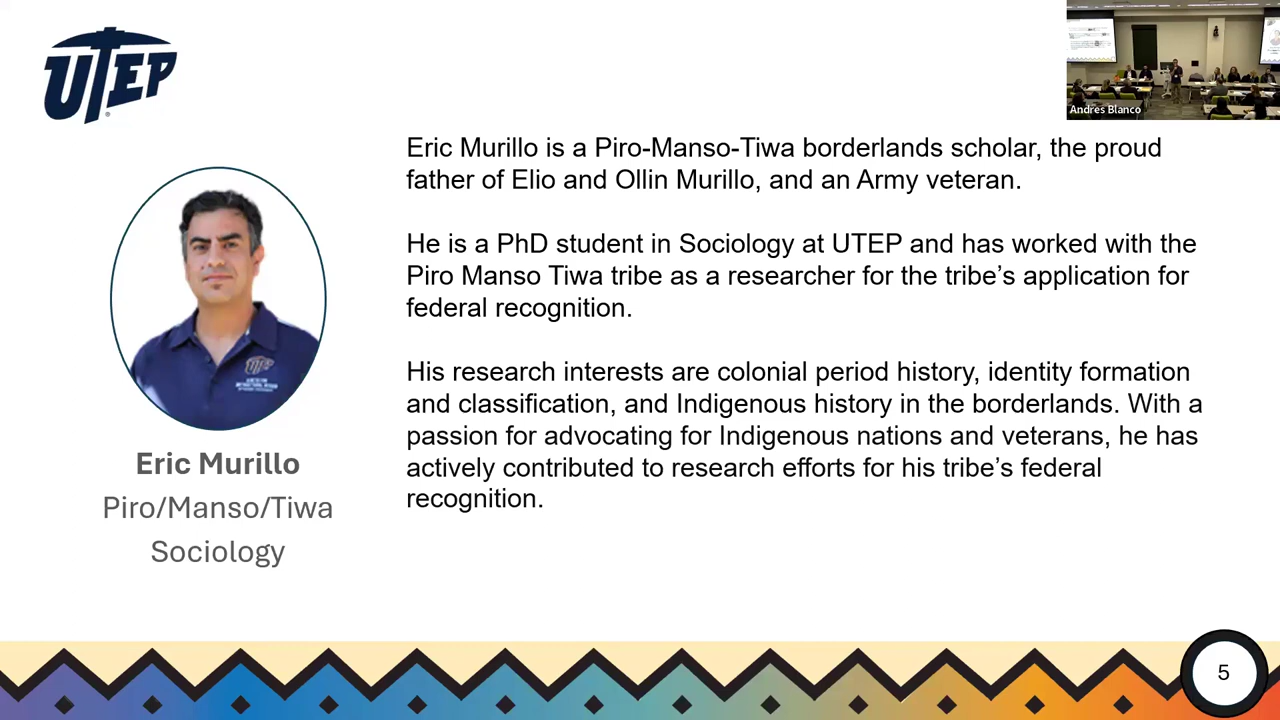 UTEP
Andres Blanco
Eric Murillo is a Piro-Manso-Tiwa borderlands scholar, the proud
father of Elio and Ollin Murillo, and an Army veteran.
He is a PhD student in Sociology at UTEP and has worked with the
Piro Manso Tiwa tribe as a researcher for the tribe’s application for
federal recognition.
His research interests are colonial period history, identity formation
and classification, and Indigenous history in the borderlands. With a
passion for advocating for Indigenous nations and veterans, he has
actively contributed to research efforts for his tribe’s federal
recognition.
Eric Murillo
Piro/Manso/Tiwa
Sociology
5